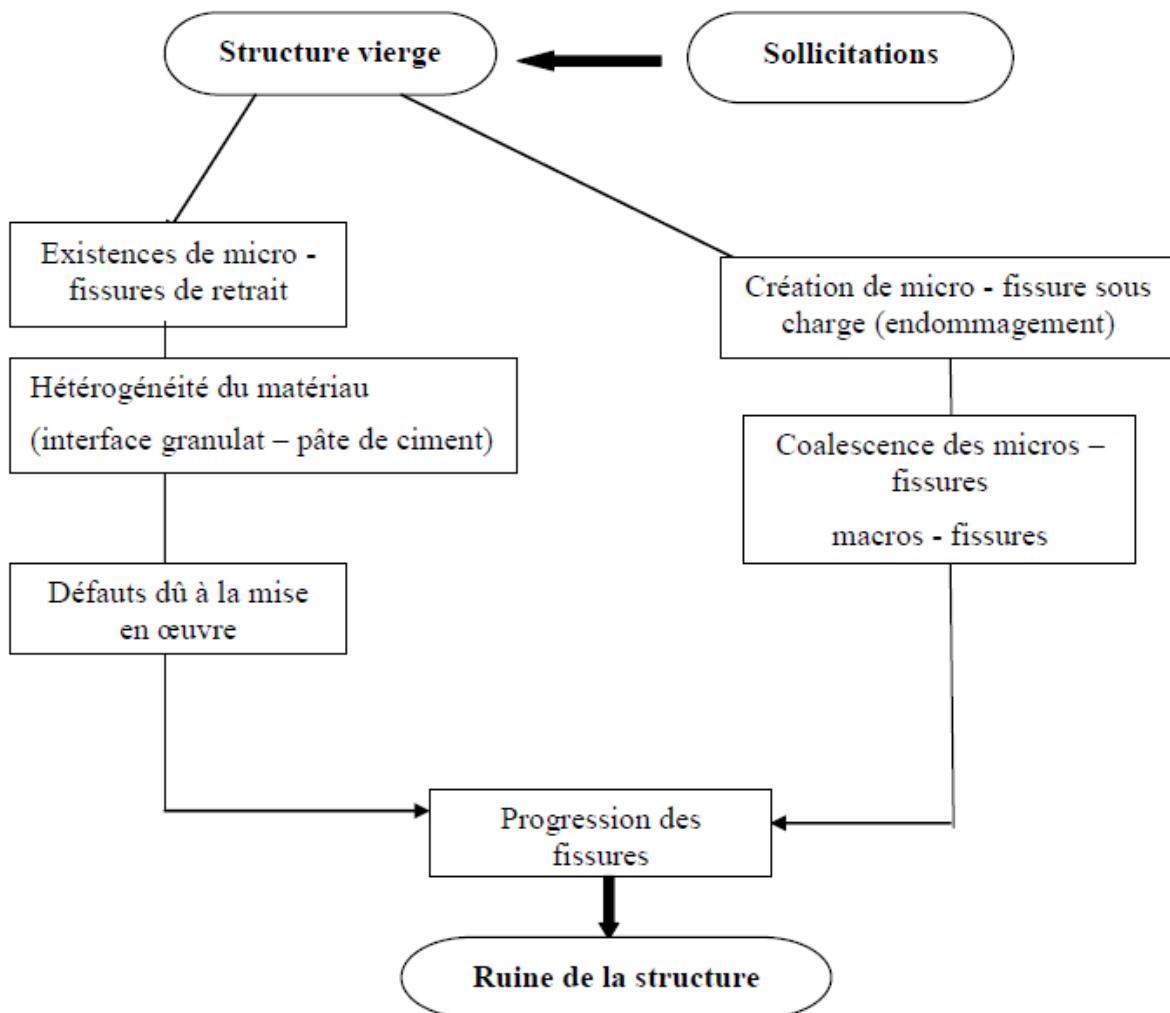 Structure vierge
Sollicitations
Existences de micro -
fissures de retrait
Création de micro - fissure sous
charge (endommagement)
Hétérogénéité du matériau
(interface granulat – pâte de ciment)
Coalescence des micros –
fissures
macros - fissures
Défauts dû à la mise
en œuvre
Progression des
fissures
Ruine de la structure